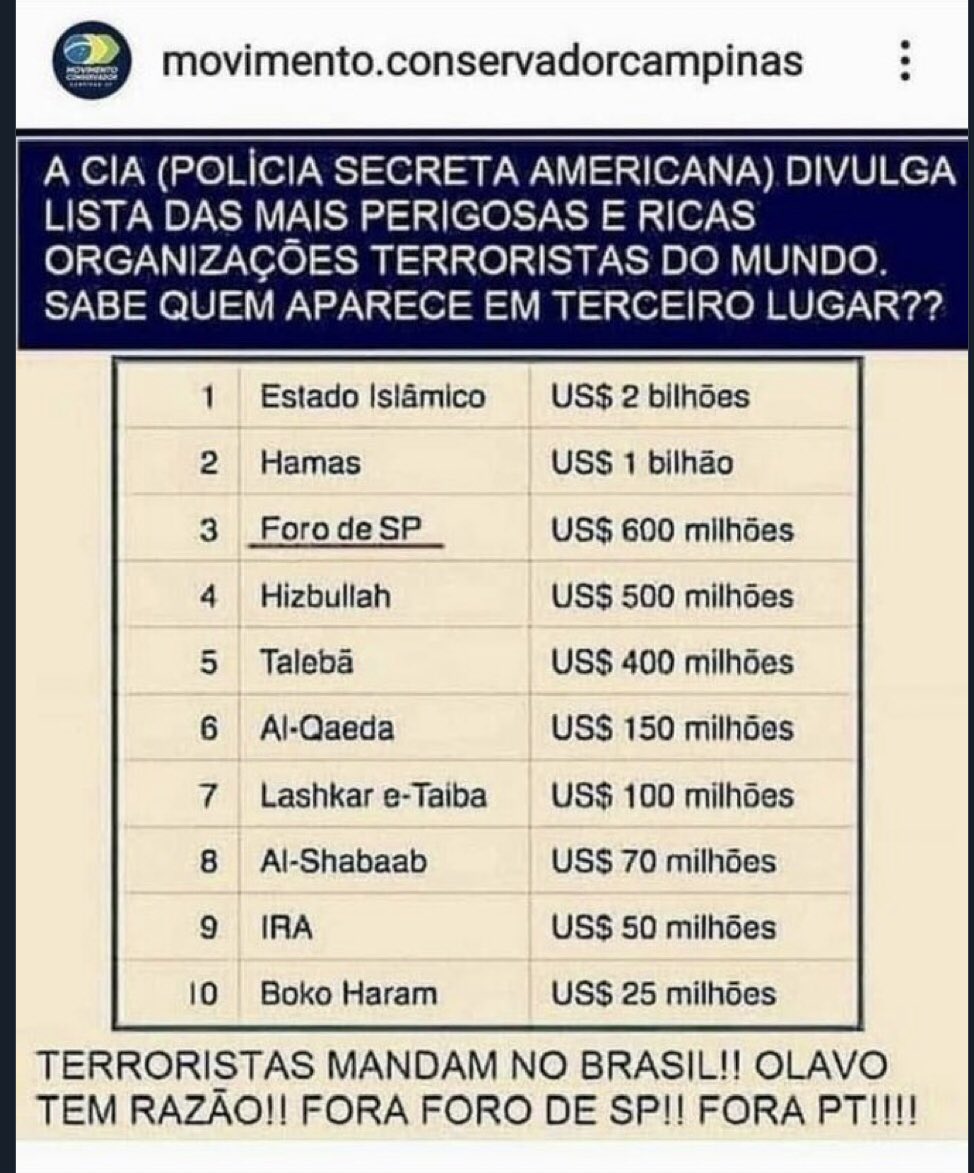 movimento.conservadorcampinas
MOVIMENTO
CONSERVADOR
A CIA (POLÍCIA SECRETA AMERICANA) DIVULGA
LISTA DAS MAIS PERIGOSAS E RICAS
ORGANIZAÇÕES TERRORISTAS DO MUNDO.
SABE QUEM APARECE EM TERCEIRO LUGAR??
1 Estado Islâmico US$ 2 bilhões
2 Hamas US$ 1 bilhão
3 Foro de SP US$ 600 milhões
4 Hizbullah US$ 500 milhões
5 Talebã US$ 400 milhões
6 Al-Qaeda US$ 150 milhões
7 Lashkar e-Taiba US$ 100 milhões
8 Al-Shabaab US$ 70 milhões
9 IRA US$ 50 milhões
10 Boko Haram US$ 25 milhões
TERRORISTAS MANDAM NO BRASIL!! OLAVO
TEM RAZÃO!! FORA FORO DE SP!! FORA PT!!!!